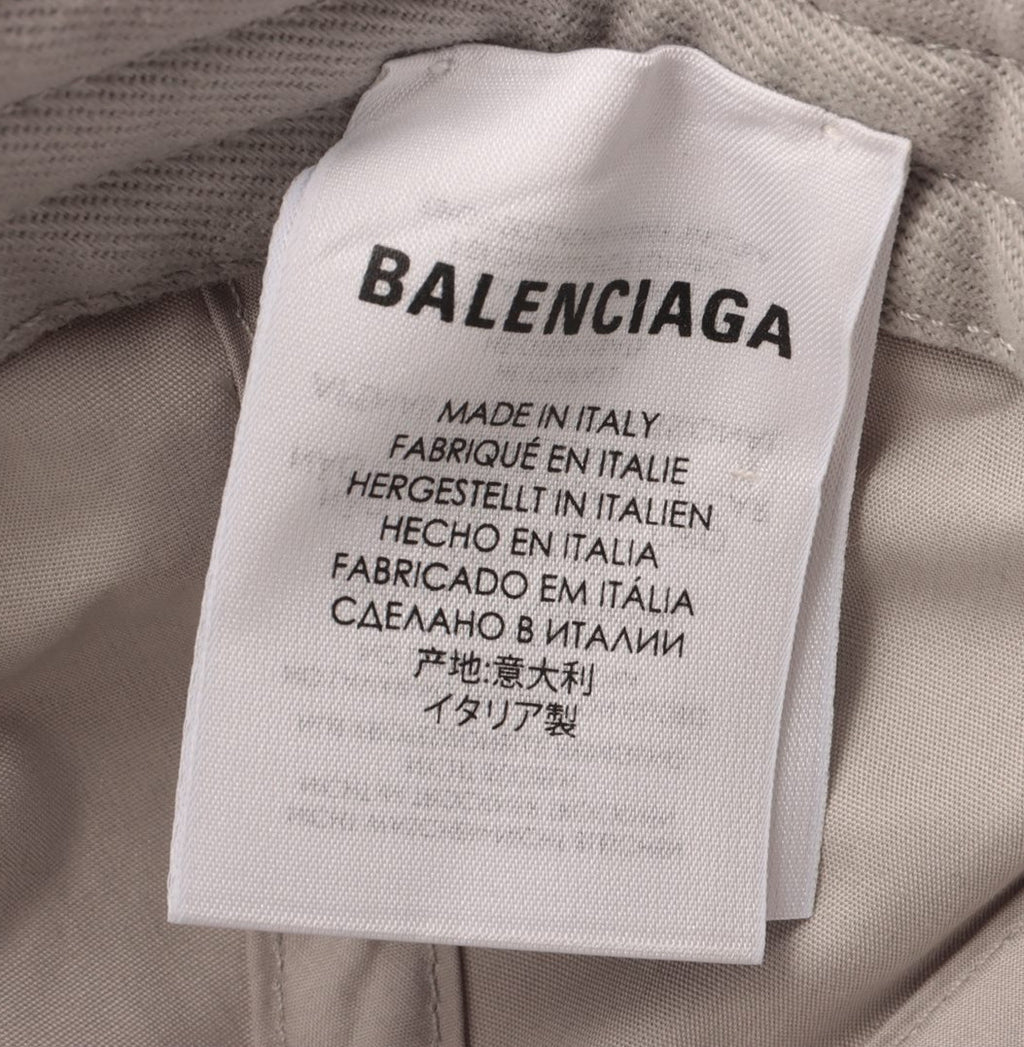 BALENCIAGA
MADE IN ITALY
FABRIQUÉ EN ITALIE
HERGESTELLT IN ITALIEN
HECHO EN ITALIA
FABRICADO EM ITÁLIA
СДЕЛАНО В ИТАЛИИ
产地:意大利
イタリア製